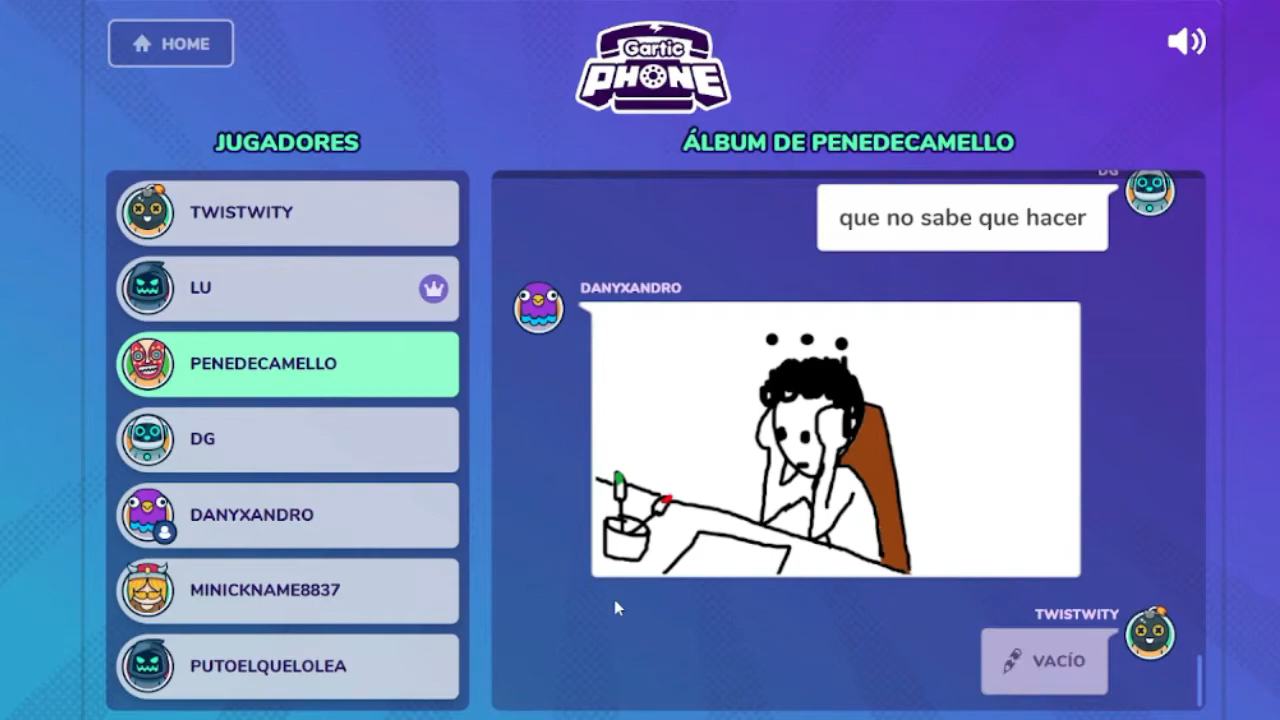 HOME
Gartic
PHONE
JUGADORES
ÁLBUM DE PENEDECAMELLO
TWISTWITY
LU
PENEDECAMELLO
DG
DANYXANDRO
MINICKNAME8837
PUTOELQUELOLEA
DG
que no sabe que hacer
DANYXANDRO
TWISTWITY
VACÍO